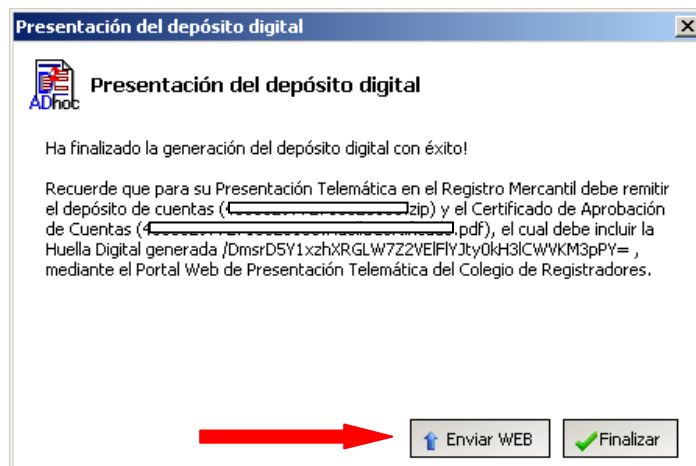 Presentación del depósito digital
ADhoc
Presentación del depósito digital
Ha finalizado la generación del depósito digital con éxito!
Recuerde que para su Presentación Telemática en el Registro Mercantil debe remitir
el depósito de cuentas (zip) y el Certificado de Aprobación
de Cuentas (.pdf), el cual debe incluir la
Huella Digital generada /DmsrD5Y1xzhXRGLW7Z2VElFlYJty0kH3lCWVKM3pPY= ,
mediante el Portal Web de Presentación Telemática del Colegio de Registradores.
Enviar WEB
Finalizar